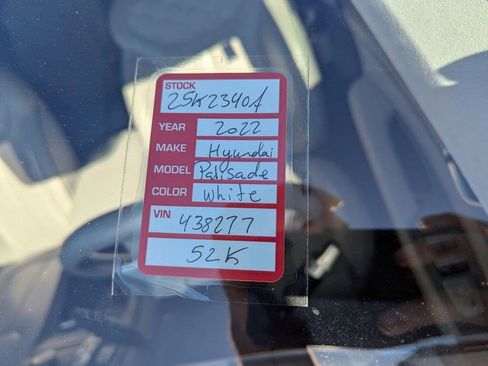 STOCK
25K2340A
YEAR 2022
MAKE Hyundai
MODEL Palisade
COLOR White
VIN 438277
52K